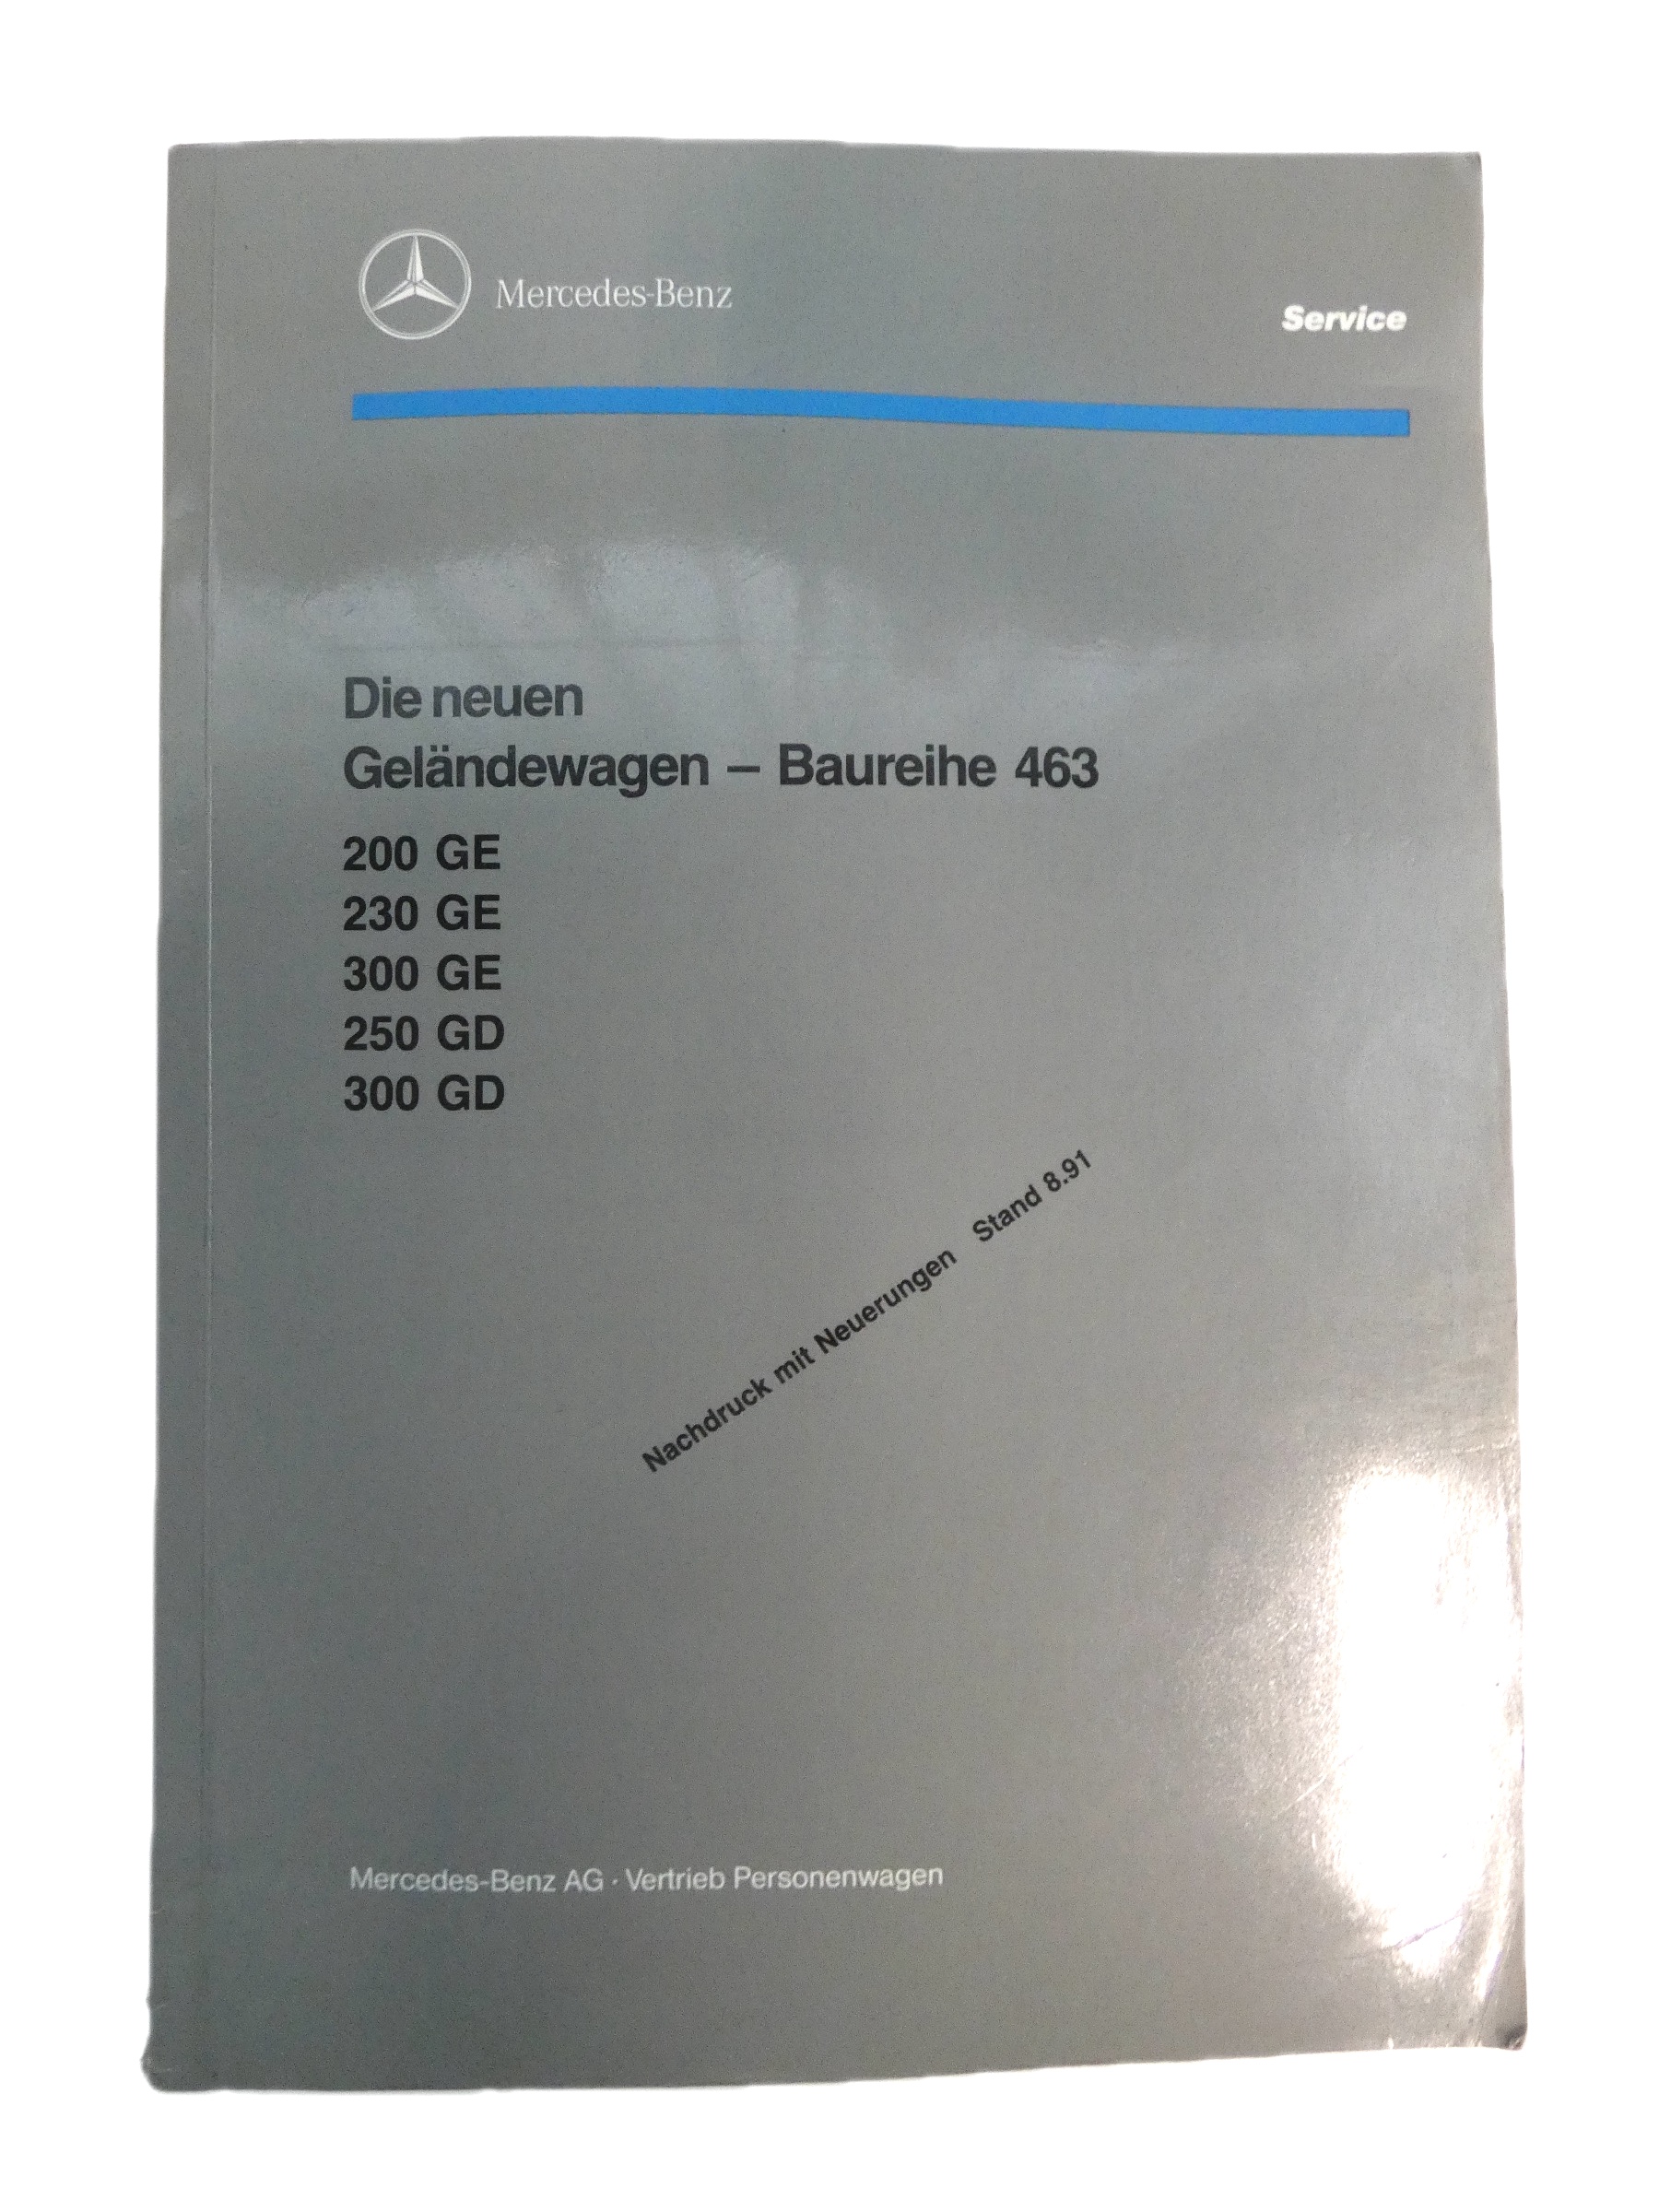 Mercedes-Benz
Service
Die neuen
Geländewagen – Baureihe 463
200 GE
230 GE
300 GE
250 GD
300 GD
Nachdruck mit Neuerungen Stand 8.91
Mercedes-Benz AG · Vertrieb Personenwagen